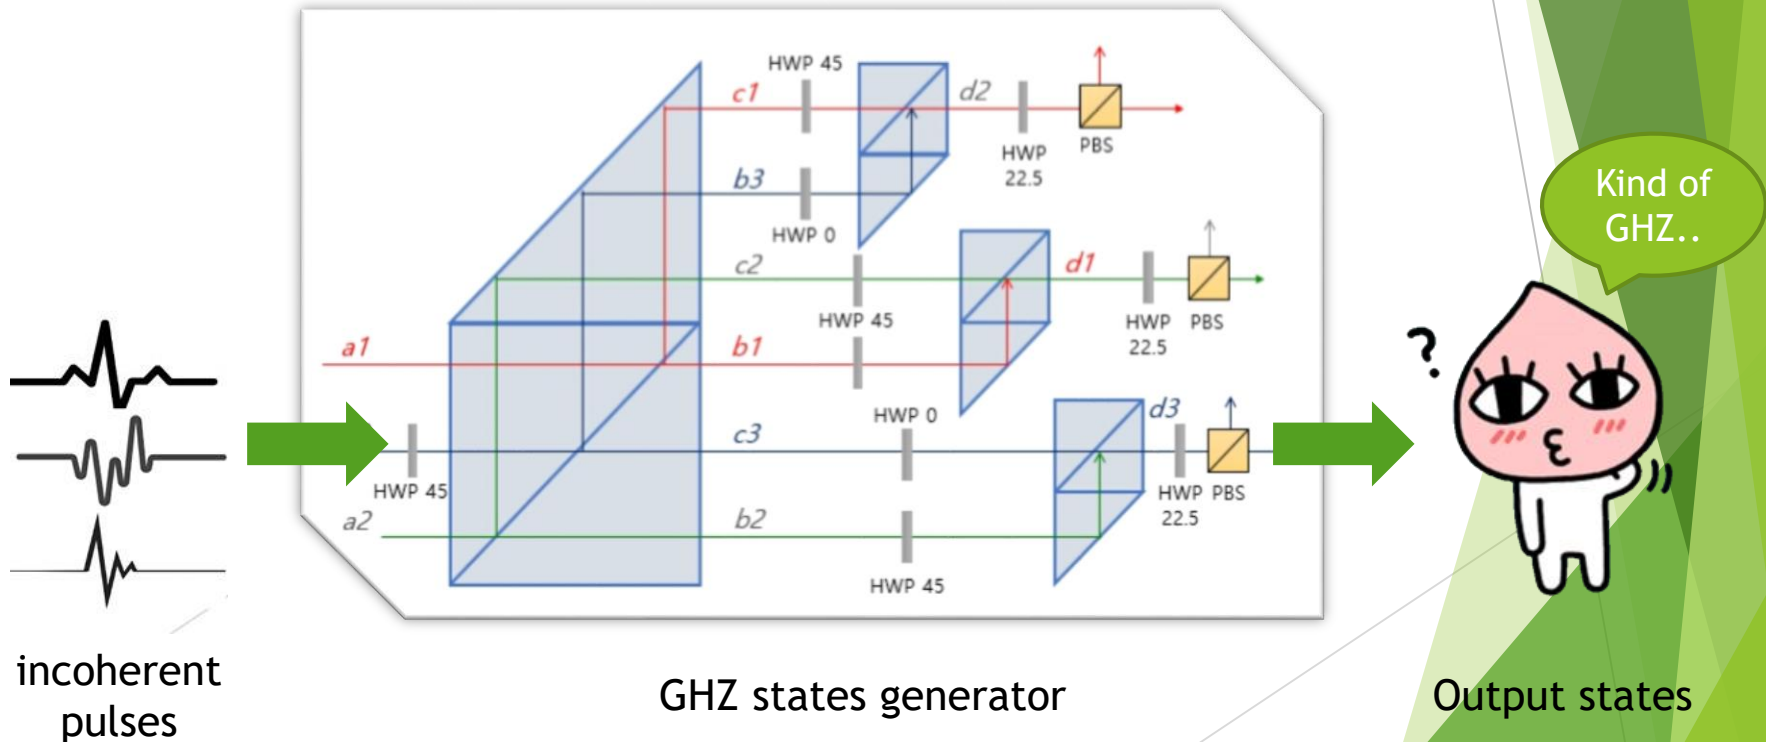 HWP 45
c1
d2
HWP
22.5
PBS
b3
HWP 0
c2
HWP 45
d1
HWP
22.5
PBS
a1
b1
HWP 0
c3
d3
HWP 45
HWP
22.5
PBS
a2
b2
HWP 45
Kind of
GHZ..
?
incoherent
pulses
GHZ states generator
Output states